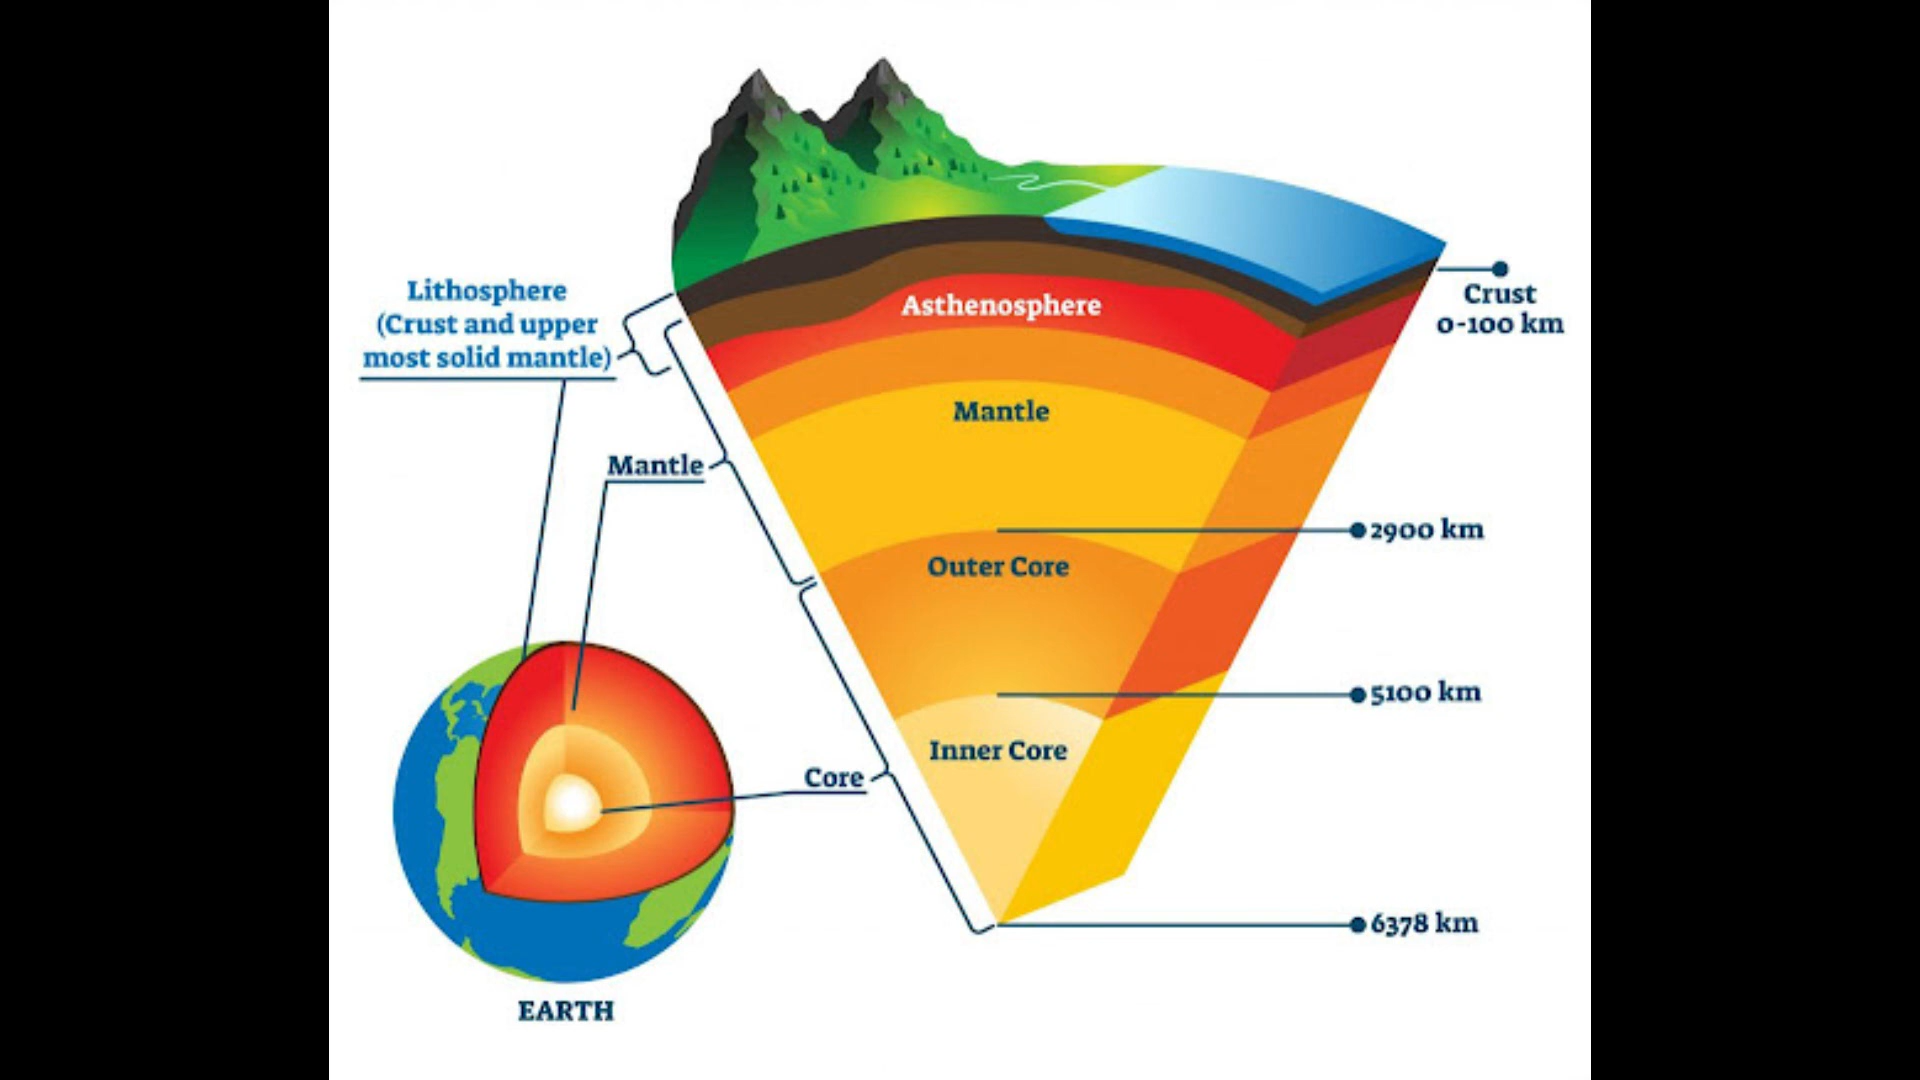 Lithosphere
(Crust and upper
most solid mantle)
Asthenosphere
Crust
0-100 km
Mantle
Mantle
2900 km
Outer Core
5100 km
Inner Core
Core
6378 km
EARTH